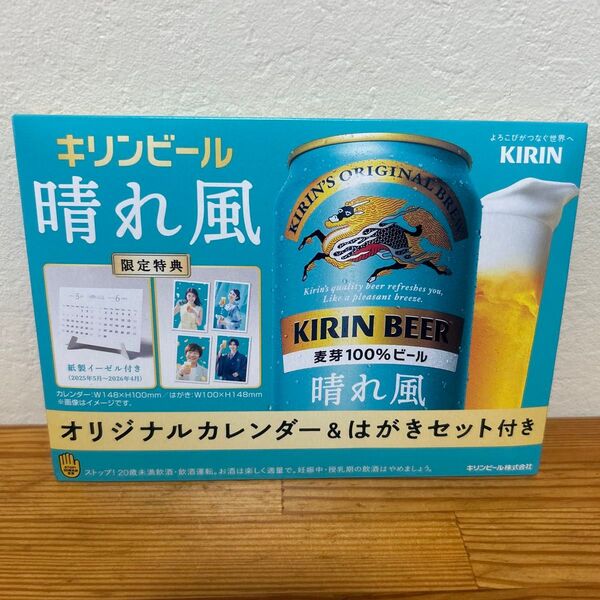 よろこびがつなぐ世界へ
KIRIN
キリンビール
晴れ風
限定特典
紙製イーゼル付き
(2025年5月〜2026年4月)
カレンダー:W148×H100mm/はがき:W100×H148mm
※画像はイメージです。
KIRIN'S ORIGINAL BREW
Kirin's quality beer refreshes you,
Like a pleasant breeze.
KIRIN BEER
麦芽100%ビール
晴れ風
オリジナルカレンダー&はがきセット付き
ストップ!20歳未満飲酒・飲酒運転。お酒は楽しく適量で。妊娠中・授乳期の飲酒はやめましょう。
キリンビール株式会社